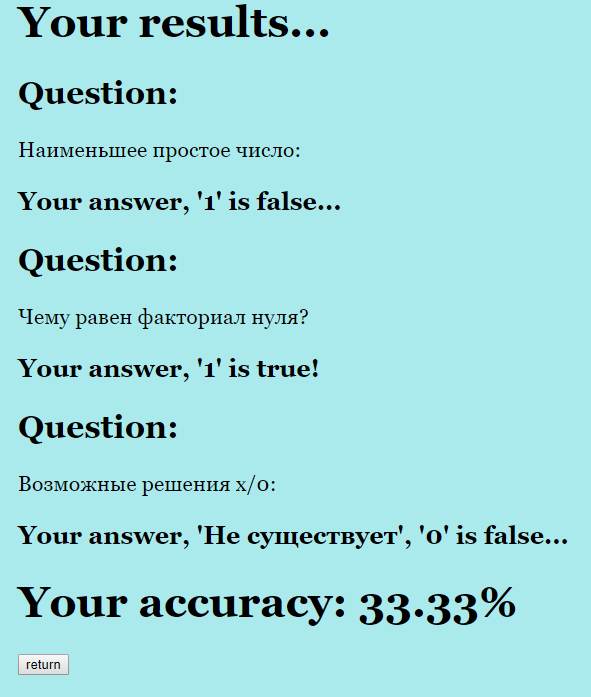 Your results...
Question:
Наименьшее простое число:
Your answer, '1' is false...
Question:
Чему равен факториал нуля?
Your answer, '1' is true!
Question:
Возможные решения x/0:
Your answer, 'Не существует', '0' is false...
Your accuracy: 33.33%
return